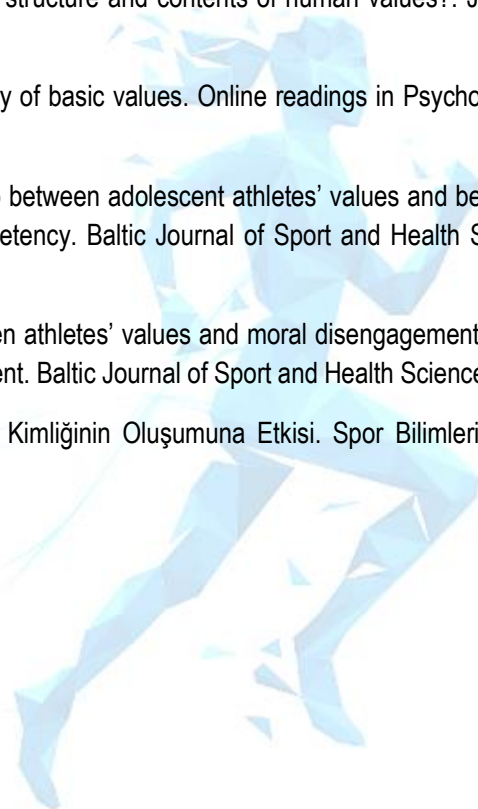 structure and contents of human values?. J
y of basic values. Online readings in Psycho
between adolescent athletes' values and be
etency. Baltic Journal of Sport and Health S
en athletes' values and moral disengagement
ent. Baltic Journal of Sport and Health Science
Kimliğinin Oluşumuna Etkisi. Spor Bilimleri